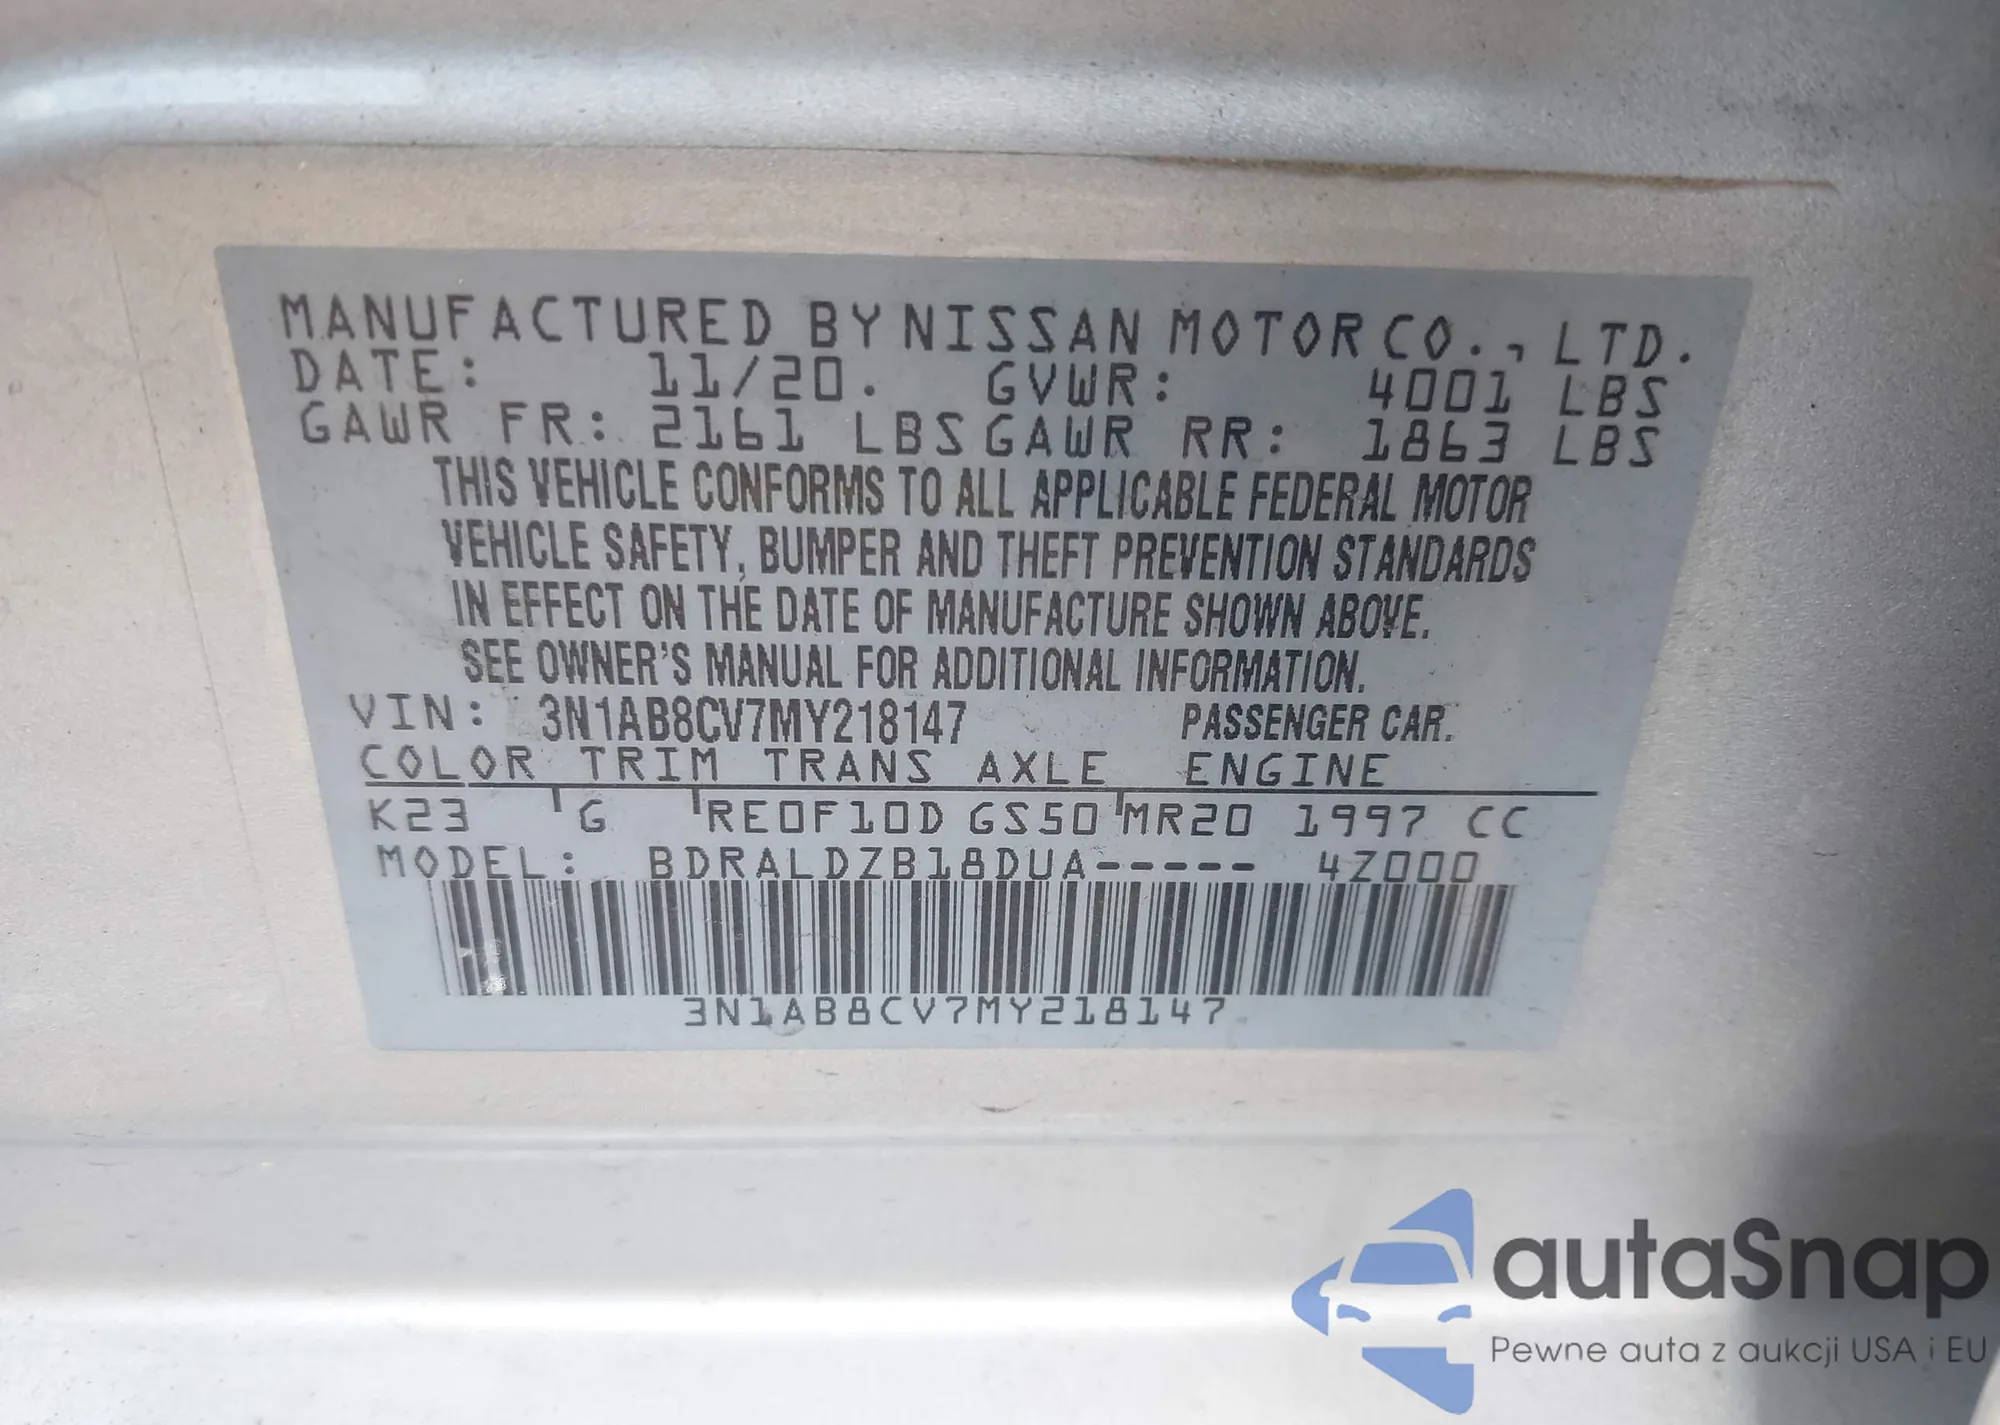 MANUFACTURED BY NISSAN MOTOR CO., LTD.
DATE: 11/20. GVWR: 4001 LBS
GAWR FR: 2161 LBS GAWR RR: 1863 LBS
THIS VEHICLE CONFORMS TO ALL APPLICABLE FEDERAL MOTOR
VEHICLE SAFETY, BUMPER AND THEFT PREVENTION STANDARDS
IN EFFECT ON THE DATE OF MANUFACTURE SHOWN ABOVE.
SEE OWNER'S MANUAL FOR ADDITIONAL INFORMATION.
VIN: 3N1AB8CV7MY218147 PASSENGER CAR.
COLOR TRIM TRANS AXLE ENGINE
K23 G RE0F10D GS50 MR20 1997 CC
MODEL: BDRALDZB18DUA----- 4Z000
3N1AB8CV7MY218147
autaSnap
Pewne auta z aukcji USA i EU